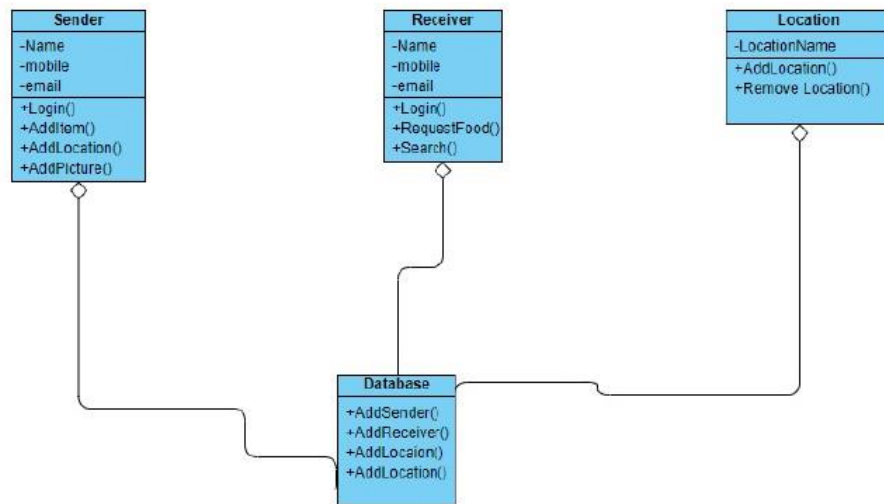 Sender
-Name
-mobile
-email
+Login()
+AddItem()
+AddLocation()
+AddPicture()
Receiver
-Name
-mobile
-email
+Login()
+RequestFood()
+Search()
Location
-LocationName
+AddLocation()
+Remove Location()
Database
+AddSender()
+AddReceiver()
+AddLocaion()
+AddLocation()